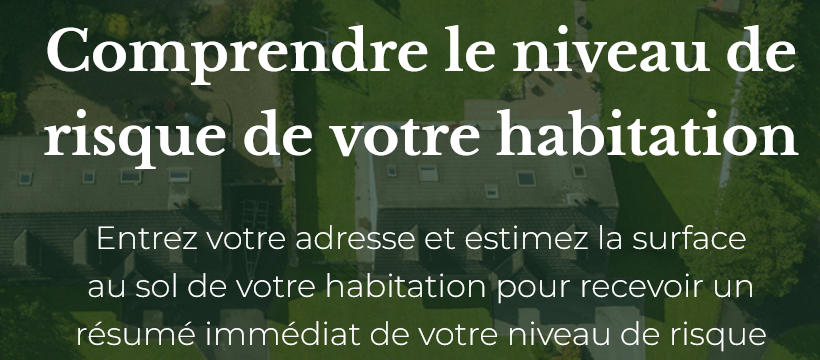 Comprendre le niveau de
risque de votre habitation
Entrez votre adresse et estimez la surface
au sol de votre habitation pour recevoir un
résumé immédiat de votre niveau de risque